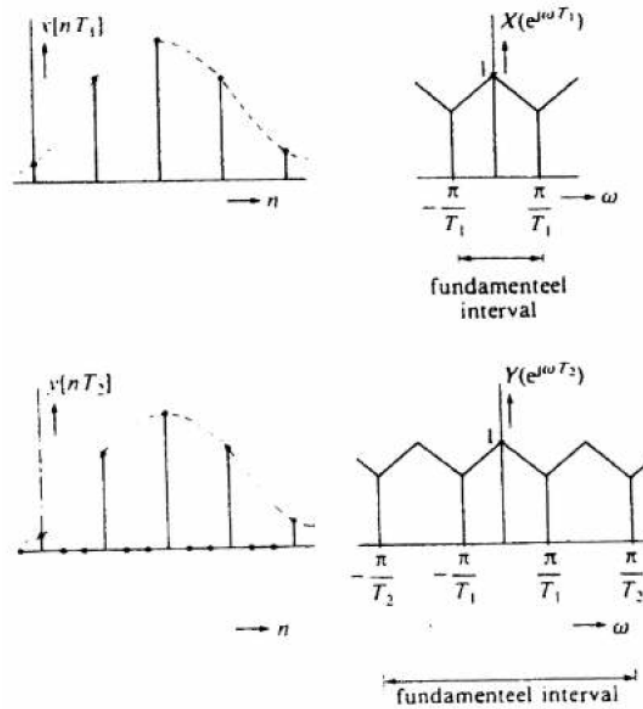 x[nT₁]
n
X(e^{jωT₁})
1
-π/T₁ π/T₁ ω
fundamenteel
interval
y[nT₂]
n
Y(e^{jωT₂})
1
-π/T₂ -π/T₁ π/T₁ π/T₂
ω
fundamenteel interval